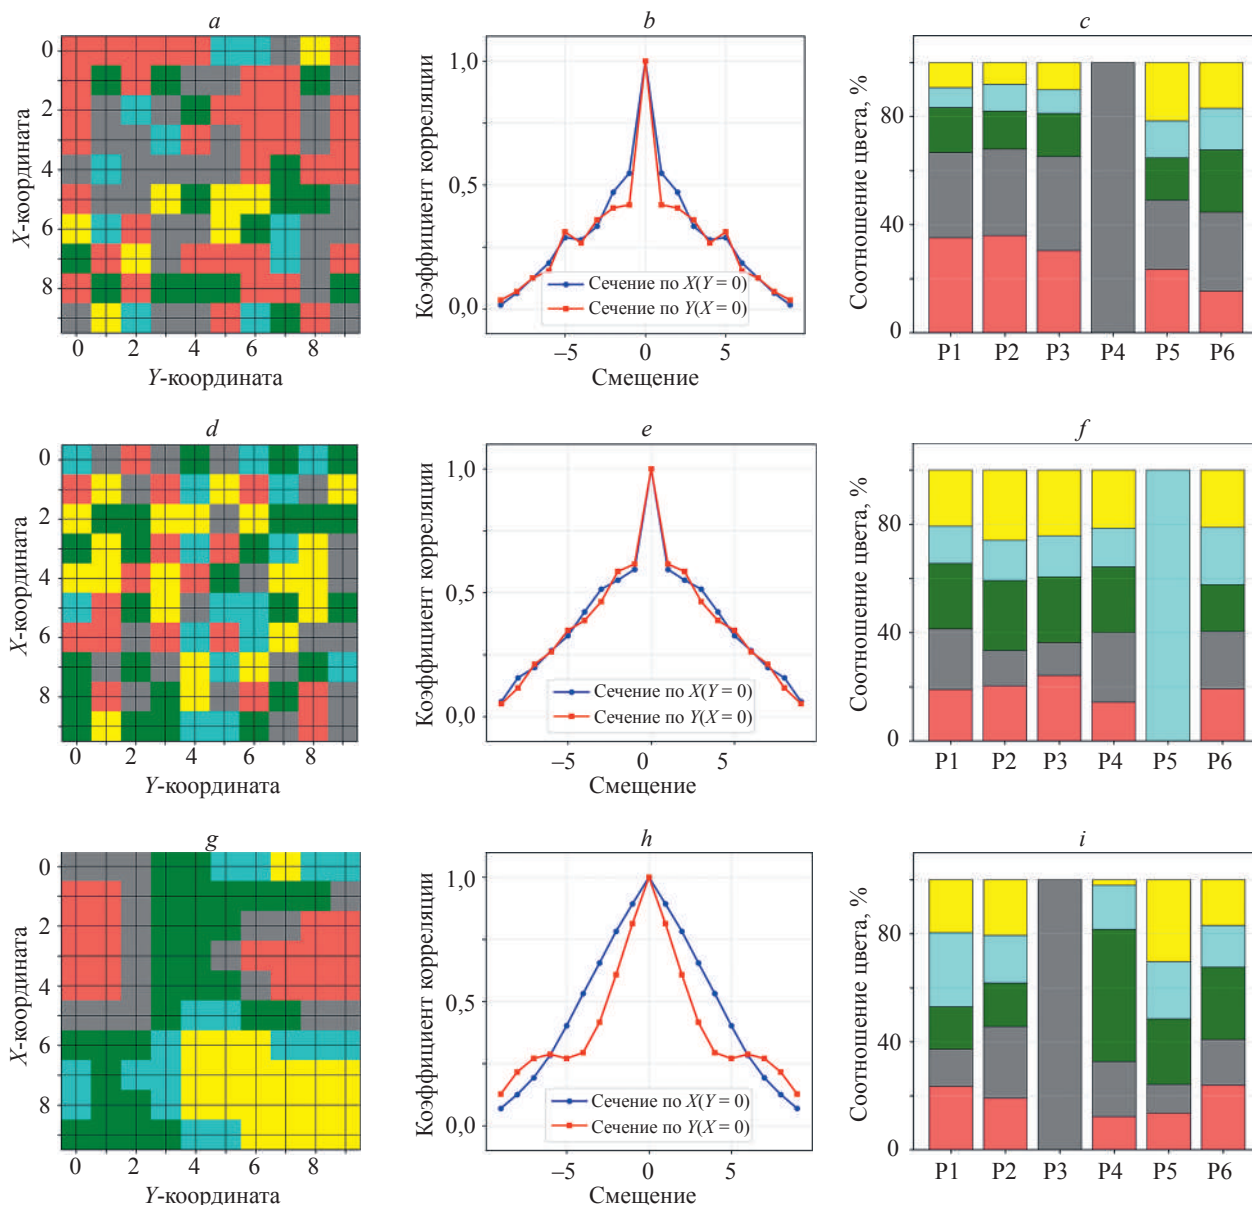 a
X-координата
0
2
4
6
8
0 2 4 6 8
Y-координата
b
Коэффициент корреляции
1,0
0,5
0,0
Сечение по X(Y = 0)
Сечение по Y(X = 0)
–5 0 5
Смещение
c
Соотношение цвета, %
80
40
0
P1 P2 P3 P4 P5 P6
d
X-координата
0
2
4
6
8
0 2 4 6 8
Y-координата
e
Коэффициент корреляции
1,0
0,5
0,0
Сечение по X(Y = 0)
Сечение по Y(X = 0)
–5 0 5
Смещение
f
Соотношение цвета, %
80
40
0
P1 P2 P3 P4 P5 P6
g
X-координата
0
2
4
6
8
0 2 4 6 8
Y-координата
h
Коэффициент корреляции
1,0
0,5
0,0
Сечение по X(Y = 0)
Сечение по Y(X = 0)
–5 0 5
Смещение
i
Соотношение цвета, %
80
40
0
P1 P2 P3 P4 P5 P6